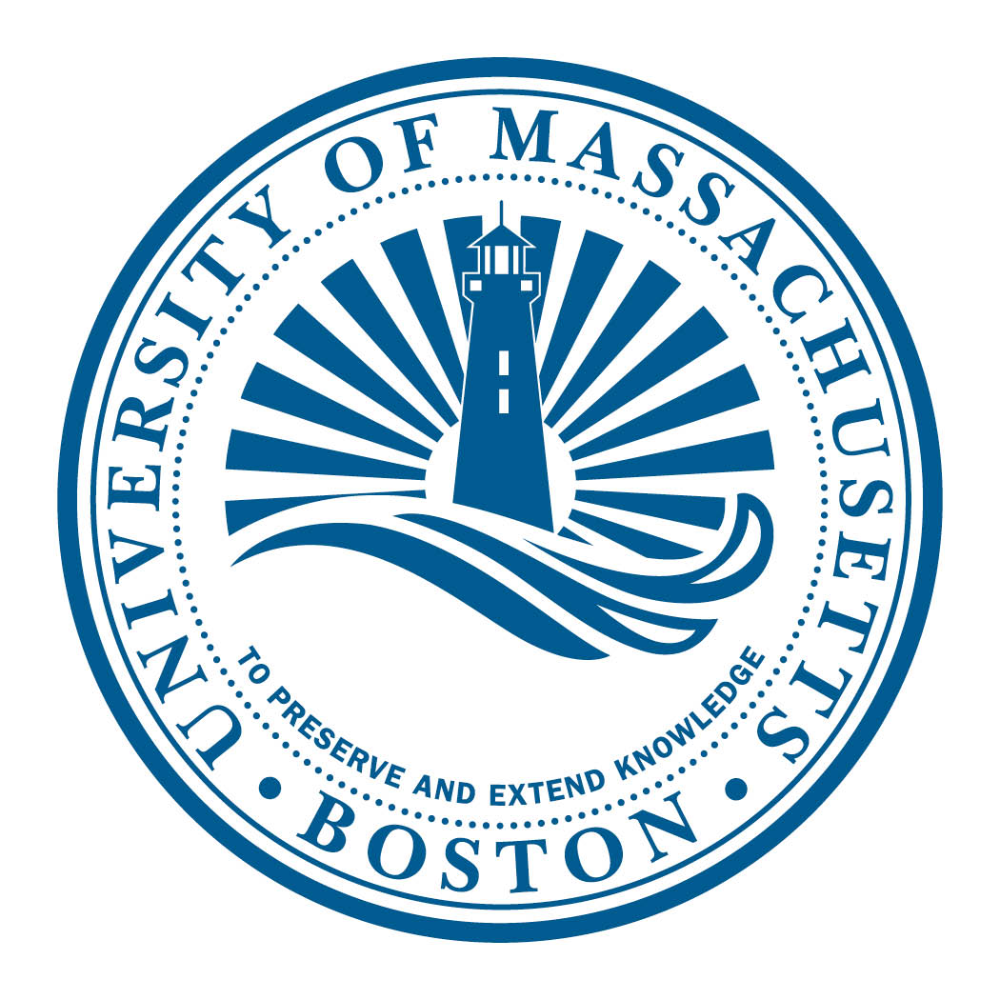 UNIVERSITY OF MASSACHUSETTS
TO PRESERVE AND EXTEND KNOWLEDGE
• BOSTON •